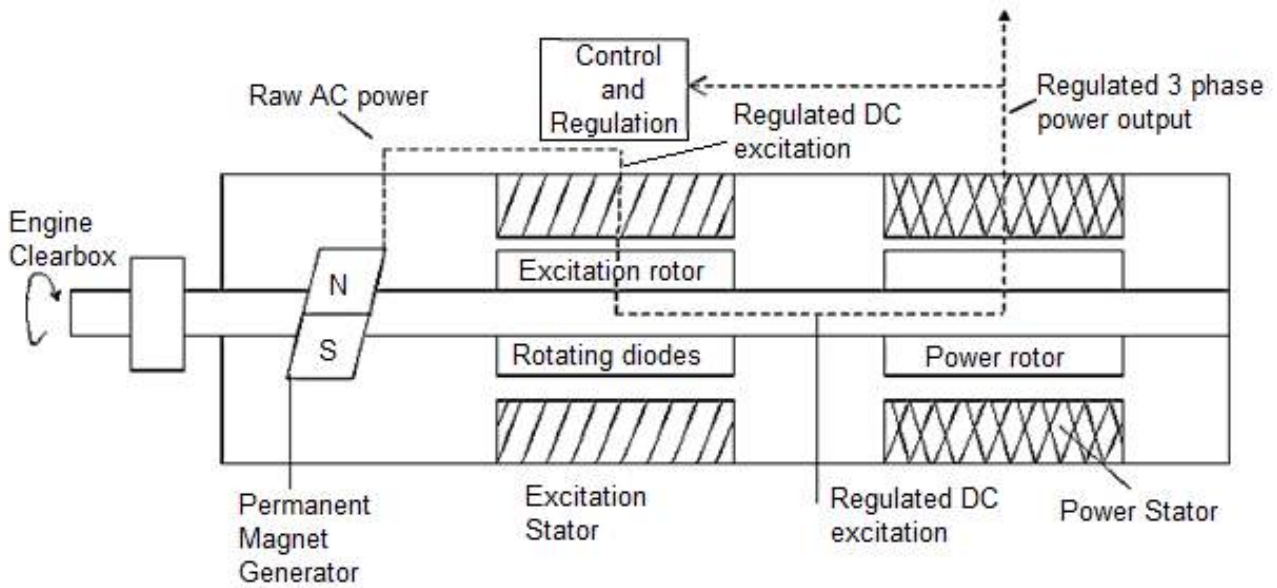 Control
and
Regulation
Raw AC power
Regulated DC
excitation
Regulated 3 phase
power output
Engine
Clearbox
N
S
Excitation rotor
Rotating diodes
Power rotor
Permanent
Magnet
Generator
Excitation
Stator
Regulated DC
excitation
Power Stator